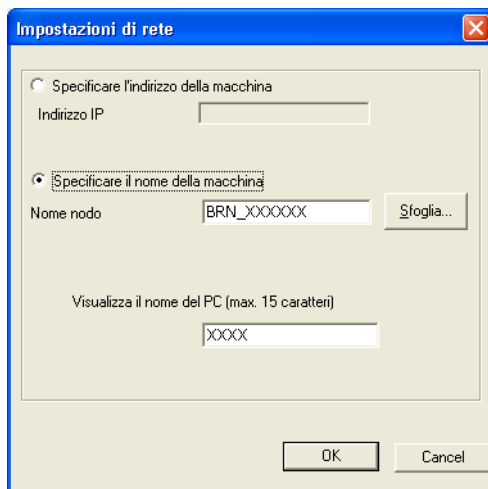 Impostazioni di rete
Specificare l'indirizzo della macchina
Indirizzo IP
Specificare il nome della macchina
Nome nodo
BRN_XXXXXX
Sfoglia...
Visualizza il nome del PC (max. 15 caratteri)
XXXX
OK
Cancel